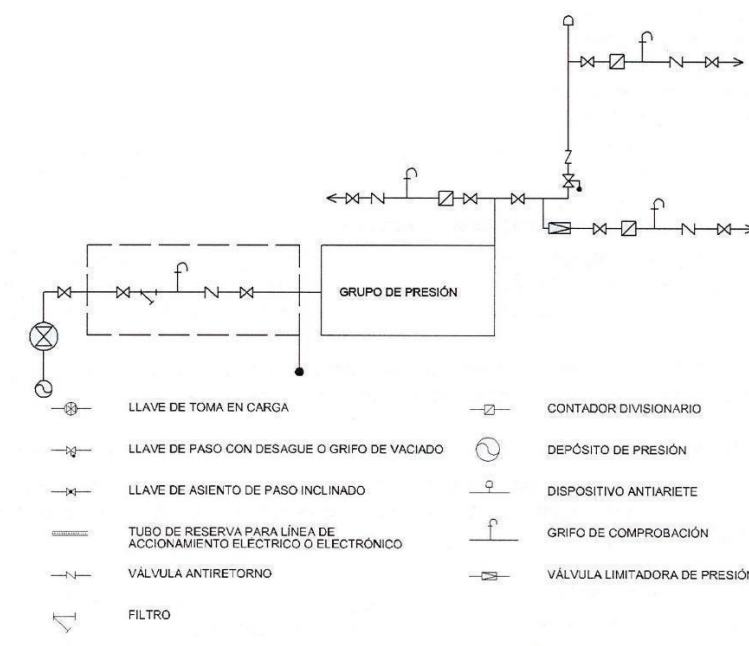 GRUPO DE PRESIÓN
LLAVE DE TOMA EN CARGA
LLAVE DE PASO CON DESAGUE O GRIFO DE VACIADO
LLAVE DE ASIENTO DE PASO INCLINADO
TUBO DE RESERVA PARA LÍNEA DE
ACCIONAMIENTO ELÉCTRICO O ELECTRÓNICO
VÁLVULA ANTIRETORNO
FILTRO
CONTADOR DIVISIONARIO
DEPÓSITO DE PRESIÓN
DISPOSITIVO ANTIARIETE
GRIFO DE COMPROBACIÓN
VÁLVULA LIMITADORA DE PRESIÓN